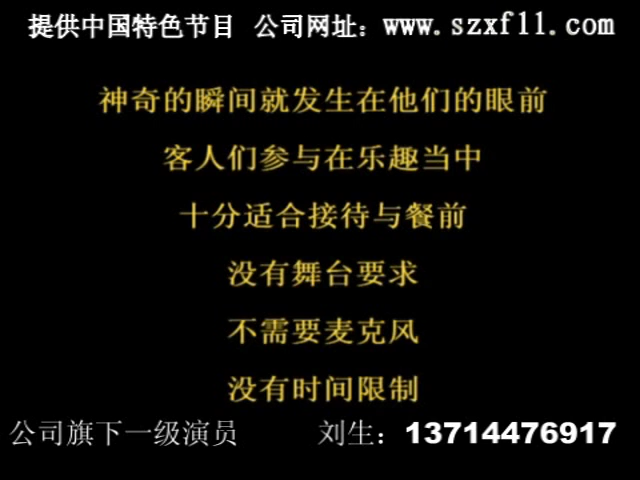 提供中国特色节目 公司网址：www.szxfll.com
神奇的瞬间就发生在他们的眼前
客人们参与在乐趣当中
十分适合接待与餐前
没有舞台要求
不需要麦克风
没有时间限制
公司旗下一级演员 刘生：13714476917